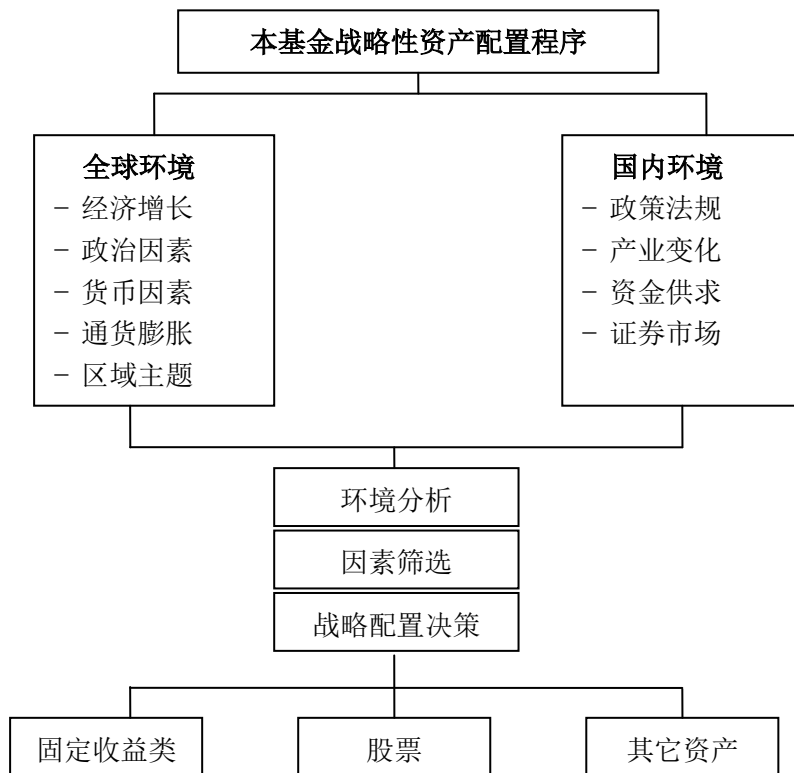 本基金战略性资产配置程序
全球环境
– 经济增长
– 政治因素
– 货币因素
– 通货膨胀
– 区域主题
国内环境
– 政策法规
– 产业变化
– 资金供求
– 证券市场
环境分析
因素筛选
战略配置决策
固定收益类
股票
其它资产